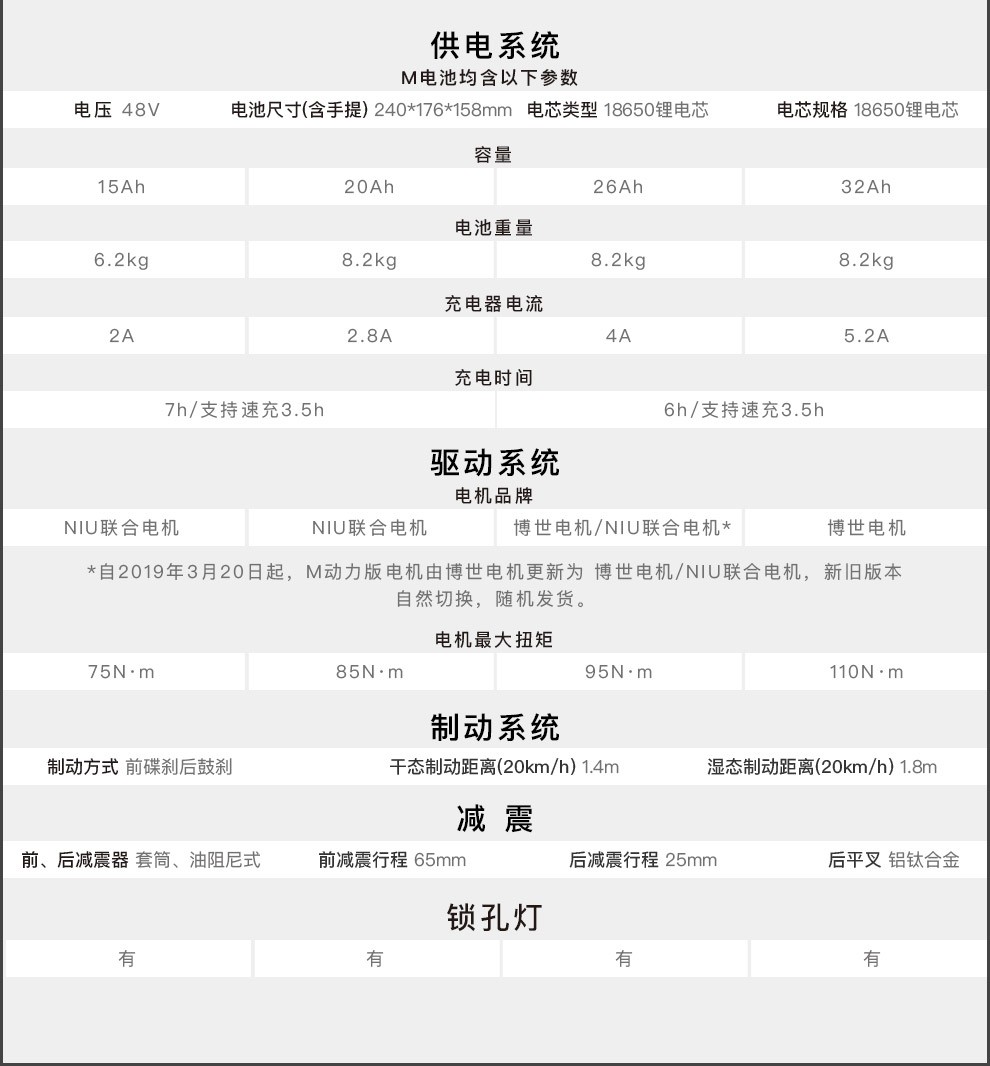 供电系统
M电池均含以下参数
电压 48V 电池尺寸(含手提) 240*176*158mm 电芯类型 18650锂电芯 电芯规格 18650锂电芯
容量
15Ah 20Ah 26Ah 32Ah
电池重量
6.2kg 8.2kg 8.2kg 8.2kg
充电器电流
2A 2.8A 4A 5.2A
充电时间
7h/支持速充3.5h 6h/支持速充3.5h
驱动系统
电机品牌
NIU联合电机 NIU联合电机 博世电机/NIU联合电机* 博世电机
*自2019年3月20日起，M动力版电机由博世电机更新为 博世电机/NIU联合电机，新旧版本
自然切换，随机发货。
电机最大扭矩
75N·m 85N·m 95N·m 110N·m
制动系统
制动方式 前碟刹后鼓刹 干态制动距离(20km/h) 1.4m 湿态制动距离(20km/h) 1.8m
减 震
前、后减震器 套筒、油阻尼式 前减震行程 65mm 后减震行程 25mm 后平叉 铝钛合金
锁孔灯
有 有 有 有